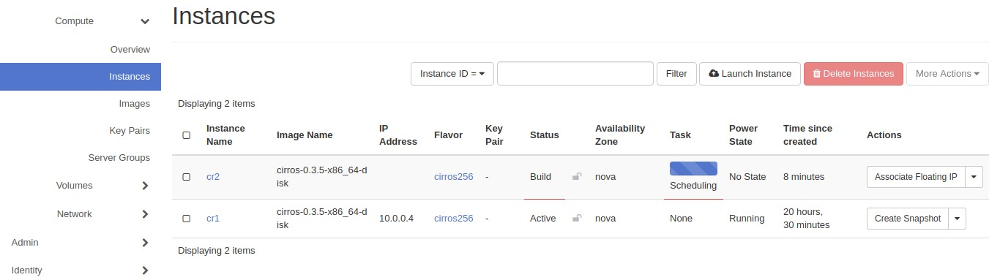 Instances
Compute
Overview
Instances
Images
Key Pairs
Server Groups
Volumes
Network
Admin
Identity
Instance ID = Filter Launch Instance Delete Instances More Actions
Displaying 2 items
Instance Name Image Name IP Address Flavor Key Pair Status Availability Zone Task Power State Time since created Actions
cr2 cirros-0.3.5-x86_64-d
isk cirros256 - Build nova Scheduling No State 8 minutes Associate Floating IP
cr1 cirros-0.3.5-x86_64-d
isk 10.0.0.4 cirros256 - Active nova None Running 20 hours,
30 minutes Create Snapshot
Displaying 2 items